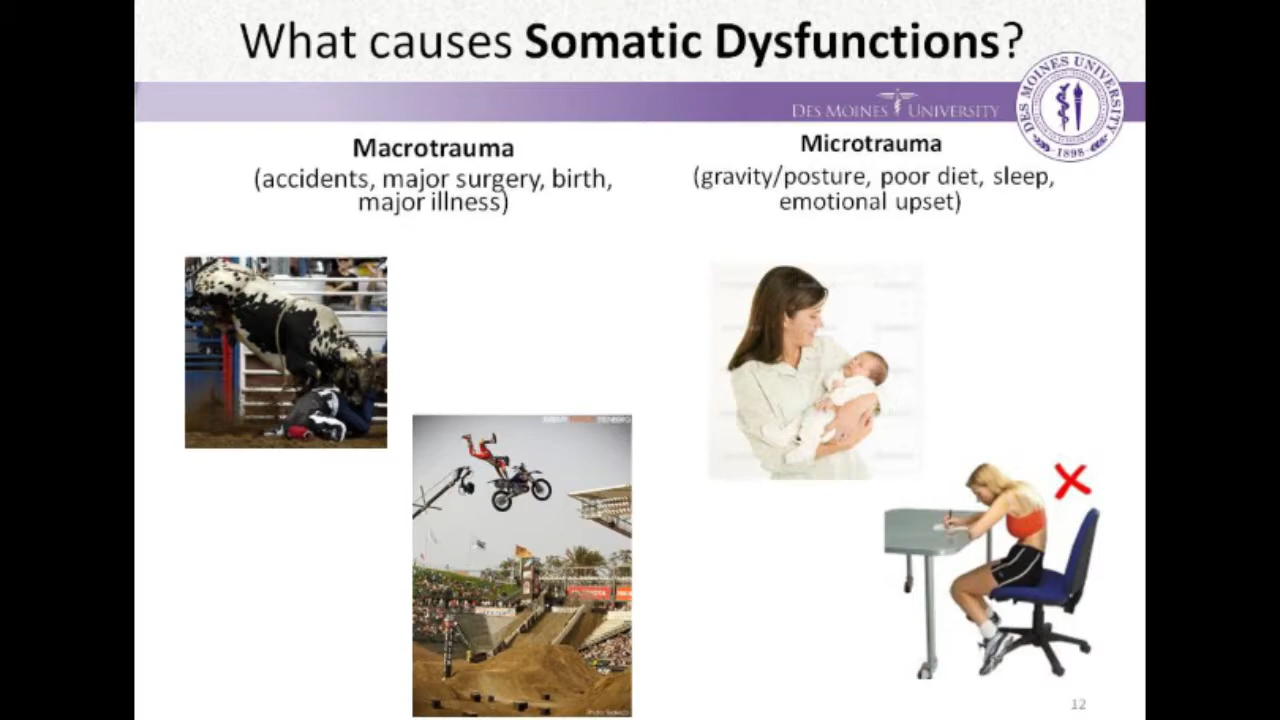 What causes Somatic Dysfunctions?
DES MOINES UNIVERSITY
DES MOINES UNIVERSITY
1898
Macrotrauma
(accidents, major surgery, birth,
major illness)
Microtrauma
(gravity/posture, poor diet, sleep,
emotional upset)
12